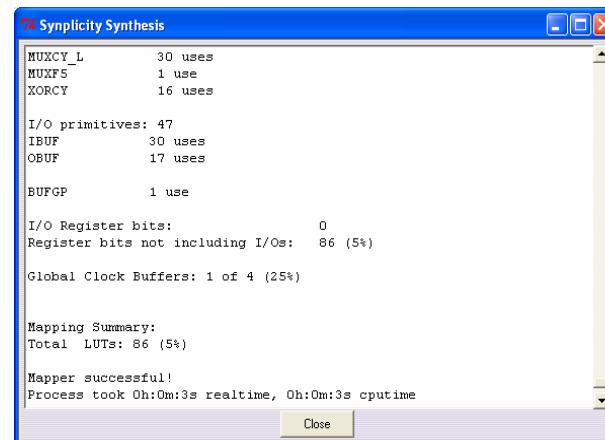 Synplicity Synthesis
MUXCY_L 30 uses
MUXF5 1 use
XORCY 16 uses
I/O primitives: 47
IBUF 30 uses
OBUF 17 uses
BUFGP 1 use
I/O Register bits: 0
Register bits not including I/Os: 86 (5%)
Global Clock Buffers: 1 of 4 (25%)
Mapping Summary:
Total LUTs: 86 (5%)
Mapper successful!
Process took 0h:0m:3s realtime, 0h:0m:3s cputime
Close